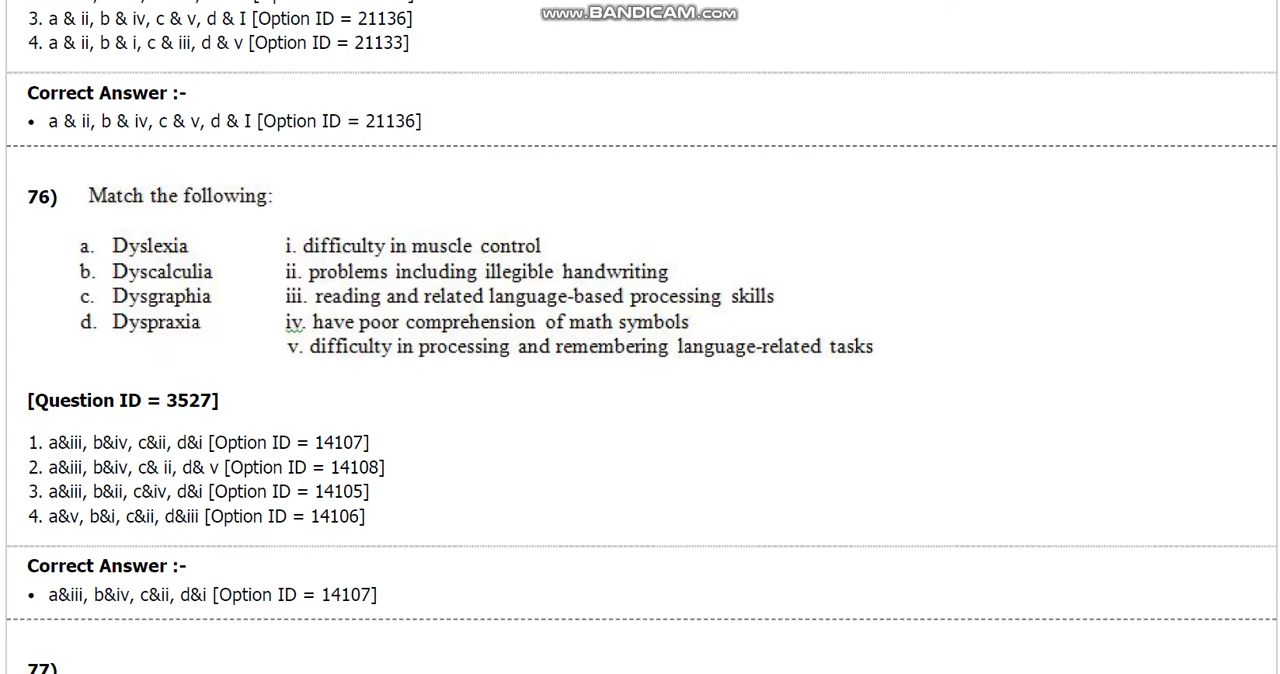 www.BANDICAM.com
3. a & ii, b & iv, c & v, d & I [Option ID = 21136]
4. a & ii, b & i, c & iii, d & v [Option ID = 21133]
Correct Answer :-
• a & ii, b & iv, c & v, d & I [Option ID = 21136]
76) Match the following:
a. Dyslexia i. difficulty in muscle control
b. Dyscalculia ii. problems including illegible handwriting
c. Dysgraphia iii. reading and related language-based processing skills
d. Dyspraxia iv. have poor comprehension of math symbols
v. difficulty in processing and remembering language-related tasks
[Question ID = 3527]
1. a&iii, b&iv, c&ii, d&i [Option ID = 14107]
2. a&iii, b&iv, c& ii, d& v [Option ID = 14108]
3. a&iii, b&ii, c&iv, d&i [Option ID = 14105]
4. a&v, b&i, c&ii, d&iii [Option ID = 14106]
Correct Answer :-
• a&iii, b&iv, c&ii, d&i [Option ID = 14107]
77)